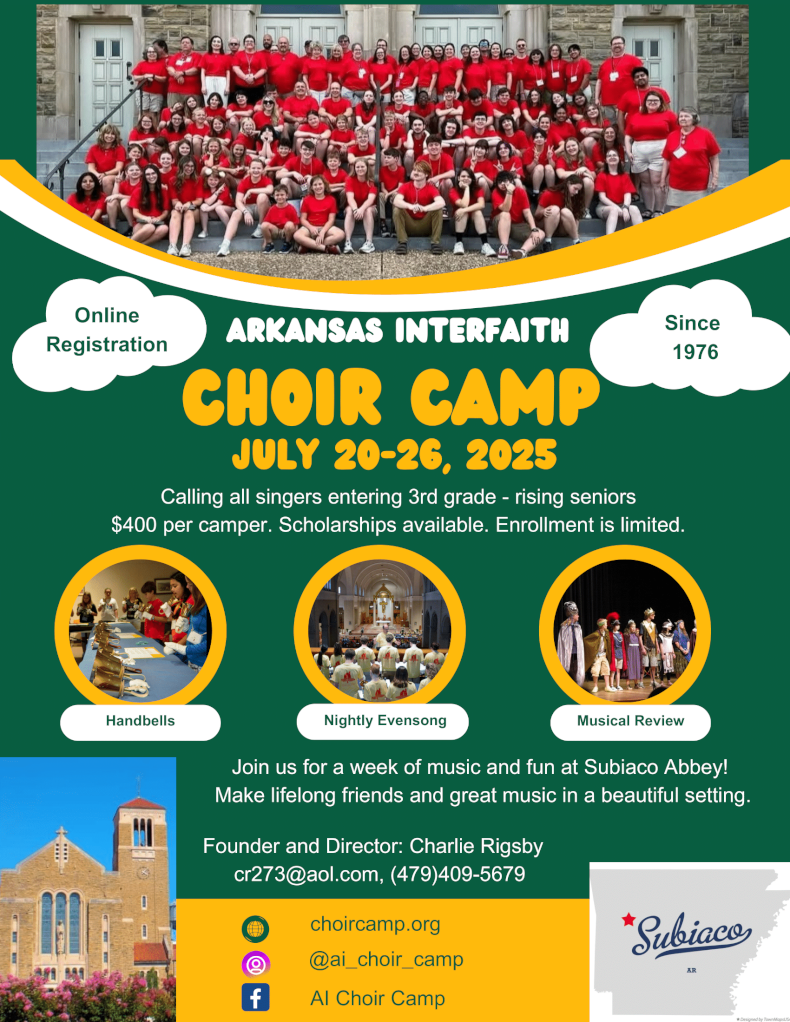 Online
Registration
Since
1976
ARKANSAS INTERFAITH
CHOIR CAMP
JULY 20-26, 2025
Calling all singers entering 3rd grade - rising seniors
$400 per camper. Scholarships available. Enrollment is limited.
Handbells
Nightly Evensong
Musical Review
Join us for a week of music and fun at Subiaco Abbey!
Make lifelong friends and great music in a beautiful setting.
Founder and Director: Charlie Rigsby
cr273@aol.com, (479)409-5679
choircamp.org
@ai_choir_camp
AI Choir Camp
Subiaco
AR